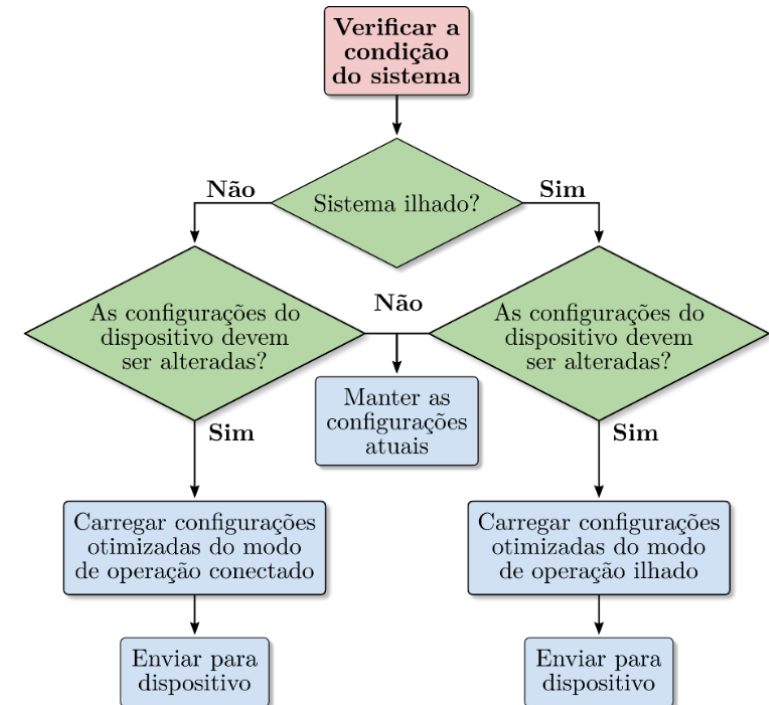 Verificar a
condição
do sistema
Não
Sim
Sistema ilhado?
As configurações do
dispositivo devem
ser alteradas?
Não
As configurações do
dispositivo devem
ser alteradas?
Manter as
configurações
atuais
Sim
Sim
Carregar configurações
otimizadas do modo
de operação conectado
Carregar configurações
otimizadas do modo
de operação ilhado
Enviar para
dispositivo
Enviar para
dispositivo